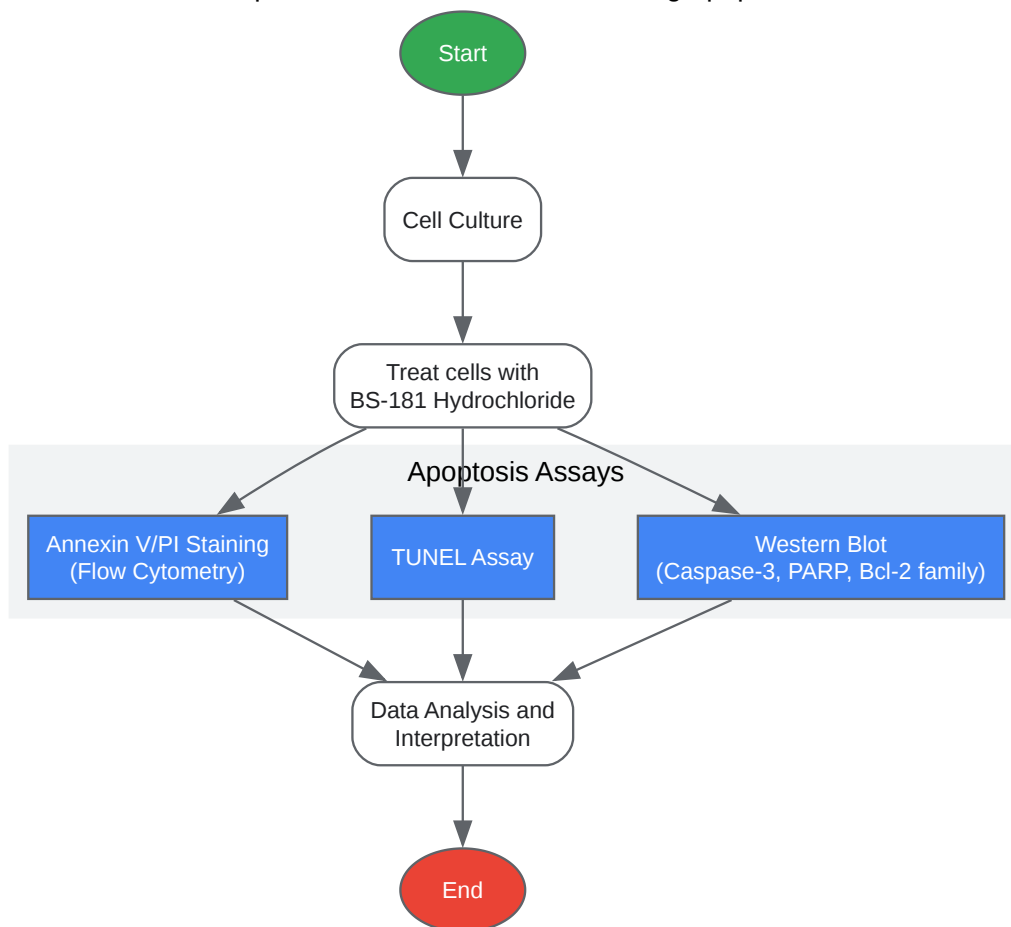 Start
Cell Culture
Treat cells with
BS-181 Hydrochloride
Apoptosis Assays
Annexin V/PI Staining
(Flow Cytometry)
TUNEL Assay
Western Blot
(Caspase-3, PARP, Bcl-2 family)
Data Analysis and
Interpretation
End